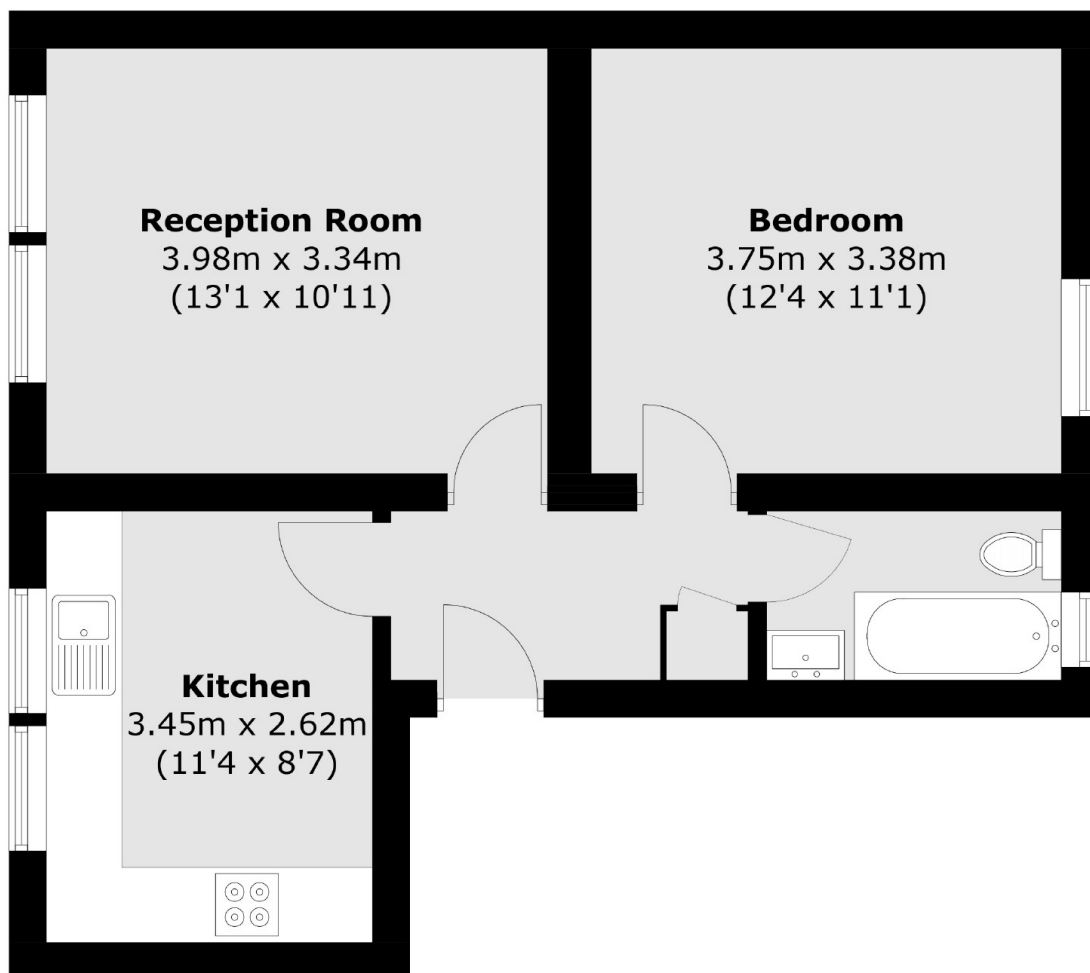 Reception Room
3.98m x 3.34m
(13'1 x 10'11)
Bedroom
3.75m x 3.38m
(12'4 x 11'1)
Kitchen
3.45m x 2.62m
(11'4 x 8'7)